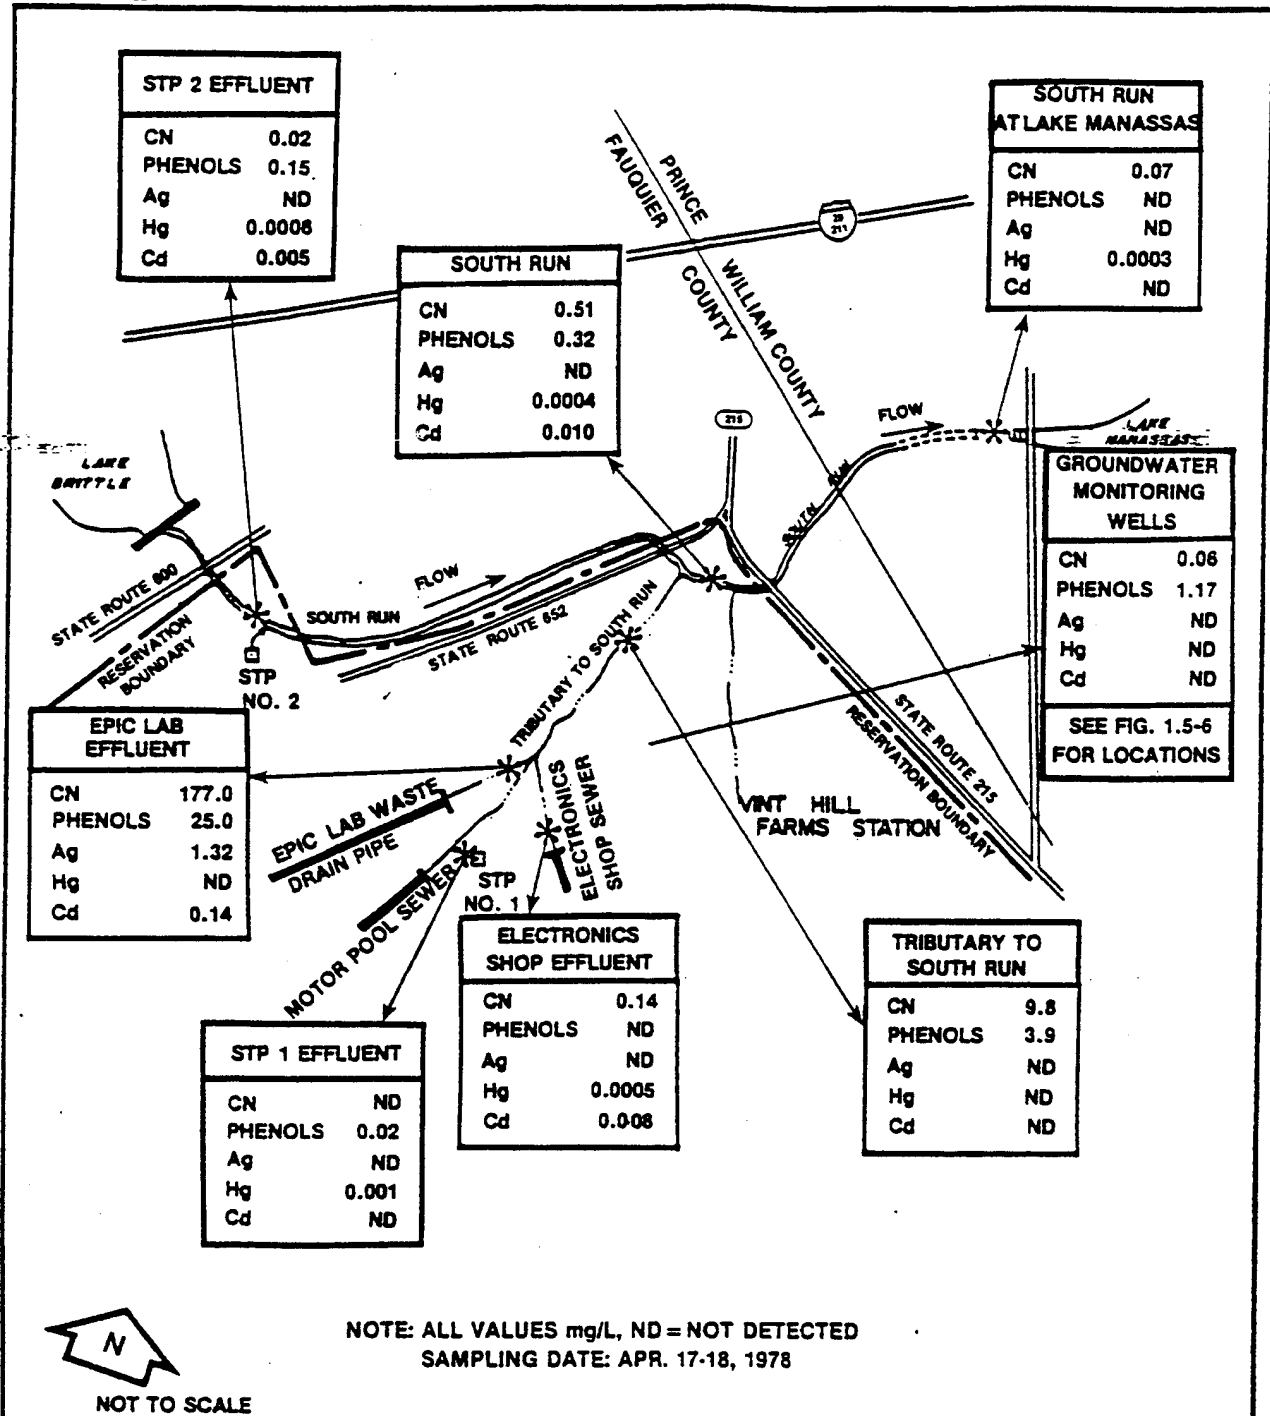 STP 2 EFFLUENT
CN 0.02
PHENOLS 0.15
Ag ND
Hg 0.0008
Cd 0.005
SOUTH RUN
AT LAKE MANASSAS
CN 0.07
PHENOLS ND
Ag ND
Hg 0.0003
Cd ND
SOUTH RUN
CN 0.51
PHENOLS 0.32
Ag ND
Hg 0.0004
Cd 0.010
FAUQUIER COUNTY
PRINCE WILLIAM COUNTY
29
211
215
FLOW
LAKE
MANASSAS
LAKE
BRITTLE
GROUNDWATER
MONITORING
WELLS
CN 0.06
PHENOLS 1.17
Ag ND
Hg ND
Cd ND
SEE FIG. 1.5-6
FOR LOCATIONS
STATE ROUTE 600
RESERVATION
BOUNDARY
SOUTH RUN
FLOW
STATE ROUTE 652
RUN
STP
NO. 2
TRIBUTARY TO SOUTH RUN
STATE ROUTE 215
RESERVATION BOUNDARY
EPIC LAB
EFFLUENT
CN 177.0
PHENOLS 25.0
Ag 1.32
Hg ND
Cd 0.14
EPIC LAB WASTE
DRAIN PIPE
MOTOR POOL SEWER
STP
NO. 1
ELECTRONICS
SHOP SEWER
VINT HILL
FARMS STATION
ELECTRONICS
SHOP EFFLUENT
CN 0.14
PHENOLS ND
Ag ND
Hg 0.0005
Cd 0.008
TRIBUTARY TO
SOUTH RUN
CN 9.8
PHENOLS 3.9
Ag ND
Hg ND
Cd ND
STP 1 EFFLUENT
CN ND
PHENOLS 0.02
Ag ND
Hg 0.001
Cd ND
N
NOT TO SCALE
NOTE: ALL VALUES mg/L, ND = NOT DETECTED
SAMPLING DATE: APR. 17-18, 1978